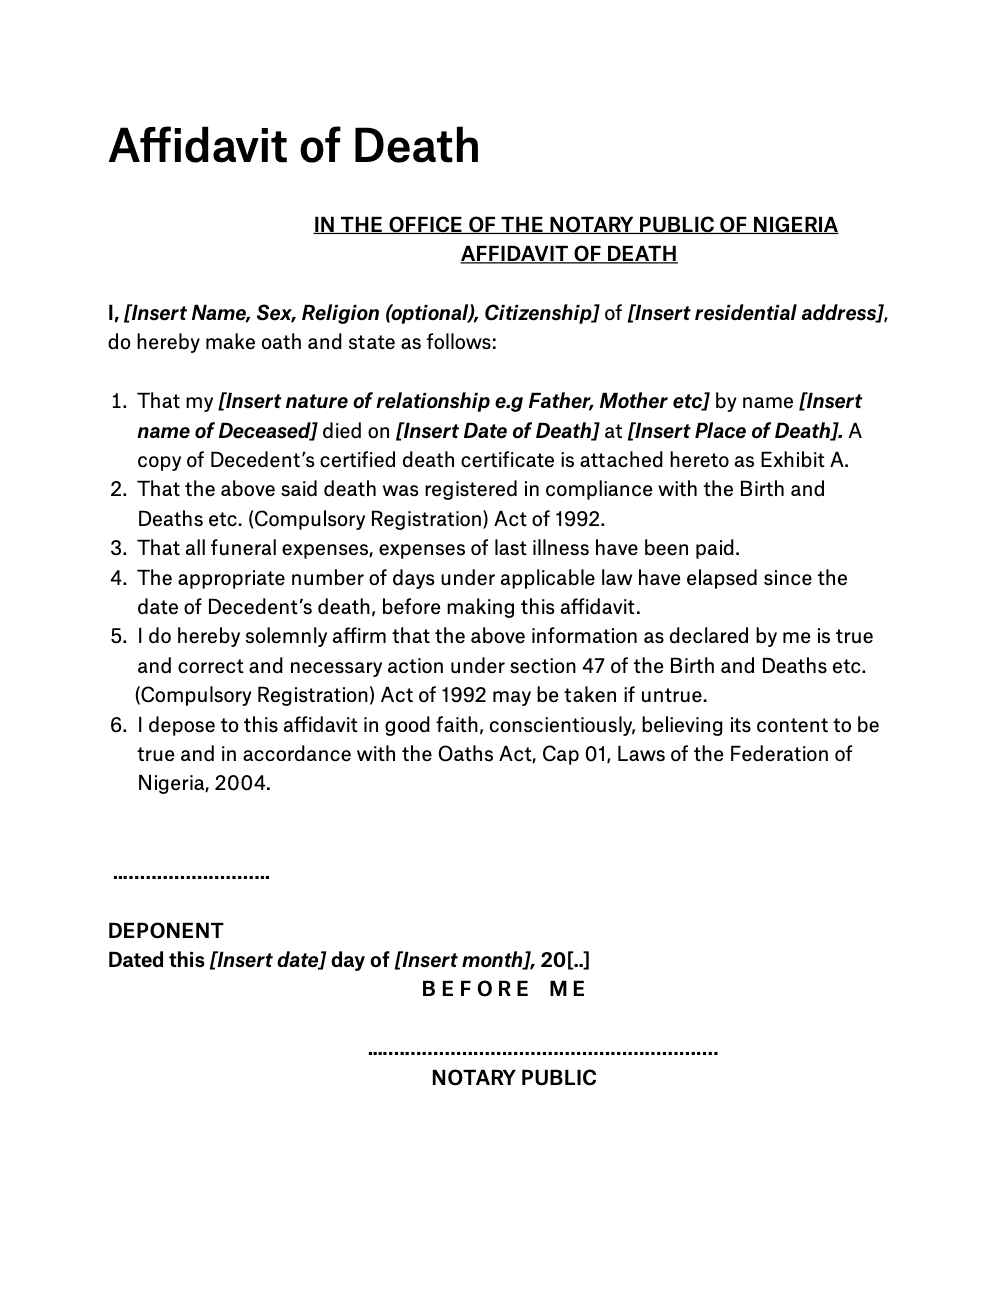 Affidavit of Death
IN THE OFFICE OF THE NOTARY PUBLIC OF NIGERIA
AFFIDAVIT OF DEATH
I, [Insert Name, Sex, Religion (optional), Citizenship] of [Insert residential address],
do hereby make oath and state as follows:
1. That my [Insert nature of relationship e.g Father, Mother etc] by name [Insert
name of Deceased] died on [Insert Date of Death] at [Insert Place of Death]. A
copy of Decedent’s certified death certificate is attached hereto as Exhibit A.
2. That the above said death was registered in compliance with the Birth and
Deaths etc. (Compulsory Registration) Act of 1992.
3. That all funeral expenses, expenses of last illness have been paid.
4. The appropriate number of days under applicable law have elapsed since the
date of Decedent’s death, before making this affidavit.
5. I do hereby solemnly affirm that the above information as declared by me is true
and correct and necessary action under section 47 of the Birth and Deaths etc.
(Compulsory Registration) Act of 1992 may be taken if untrue.
6. I depose to this affidavit in good faith, conscientiously, believing its content to be
true and in accordance with the Oaths Act, Cap 01, Laws of the Federation of
Nigeria, 2004.
...........................
DEPONENT
Dated this [Insert date] day of [Insert month], 20[..]
BEFORE ME
.............................................................
NOTARY PUBLIC